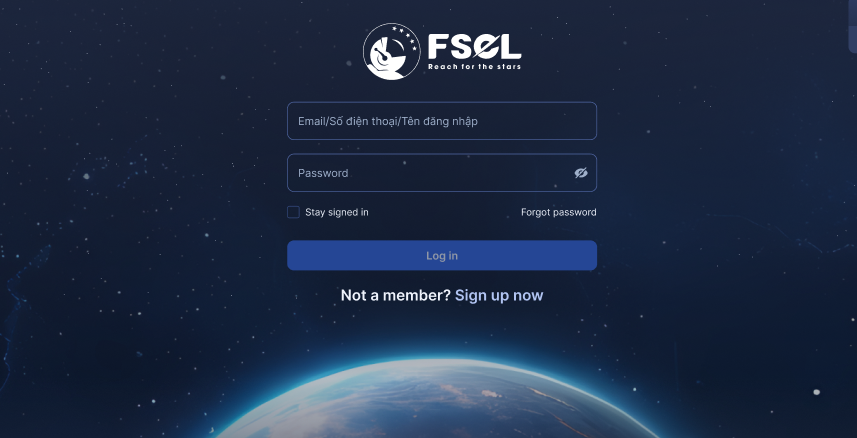 FSEL
Reach for the stars
Email/Số điện thoại/Tên đăng nhập
Password
Stay signed in
Forgot password
Log in
Not a member? Sign up now